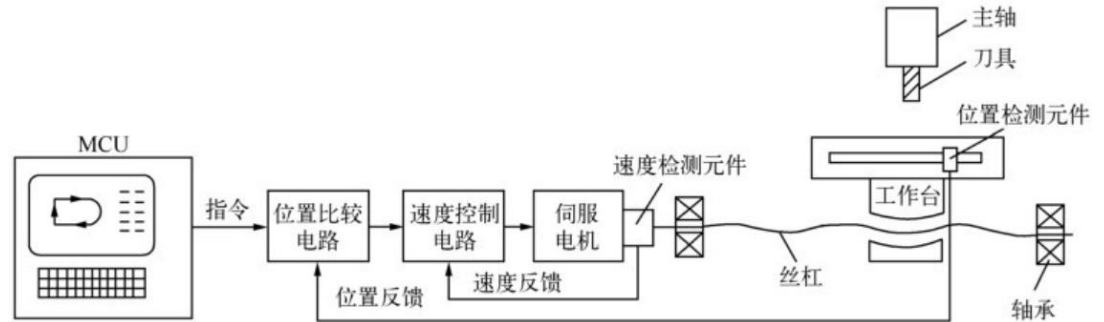 主轴
刀具
位置检测元件
MCU
速度检测元件
工作台
指令
位置比较
电路
速度控制
电路
伺服
电机
丝杠
速度反馈
位置反馈
轴承